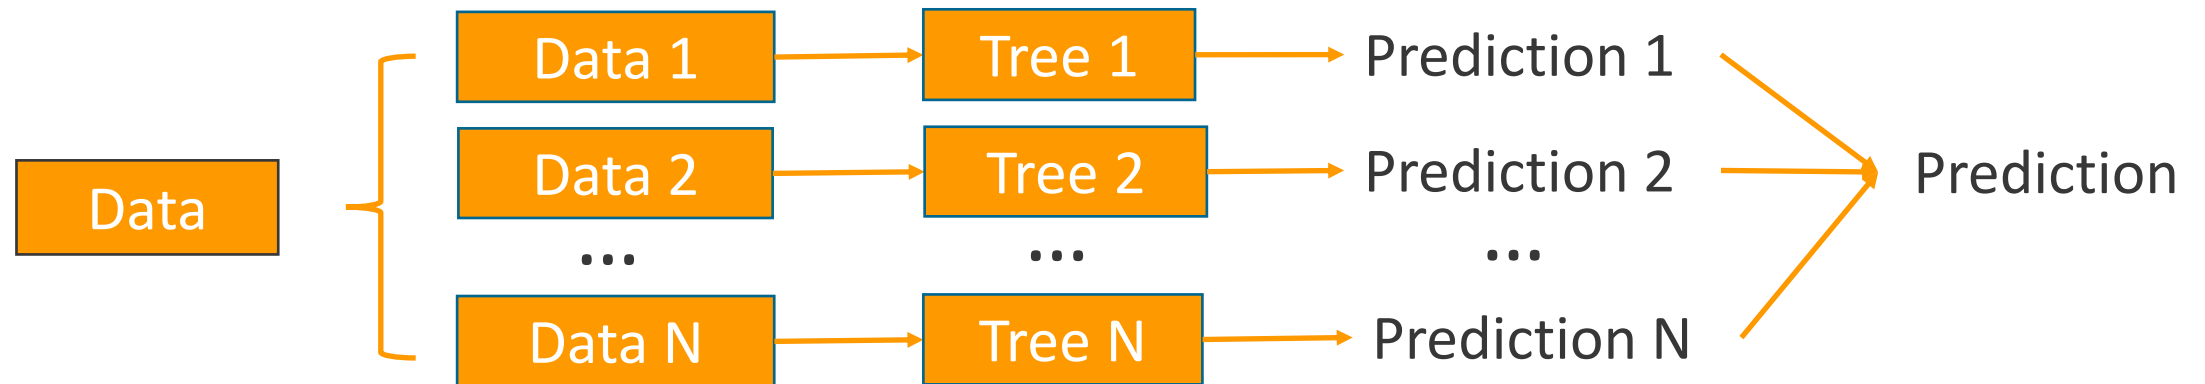 Data
Data 1
Tree 1
Prediction 1
Data 2
Tree 2
Prediction 2
Prediction
...
...
...
Data N
Tree N
Prediction N